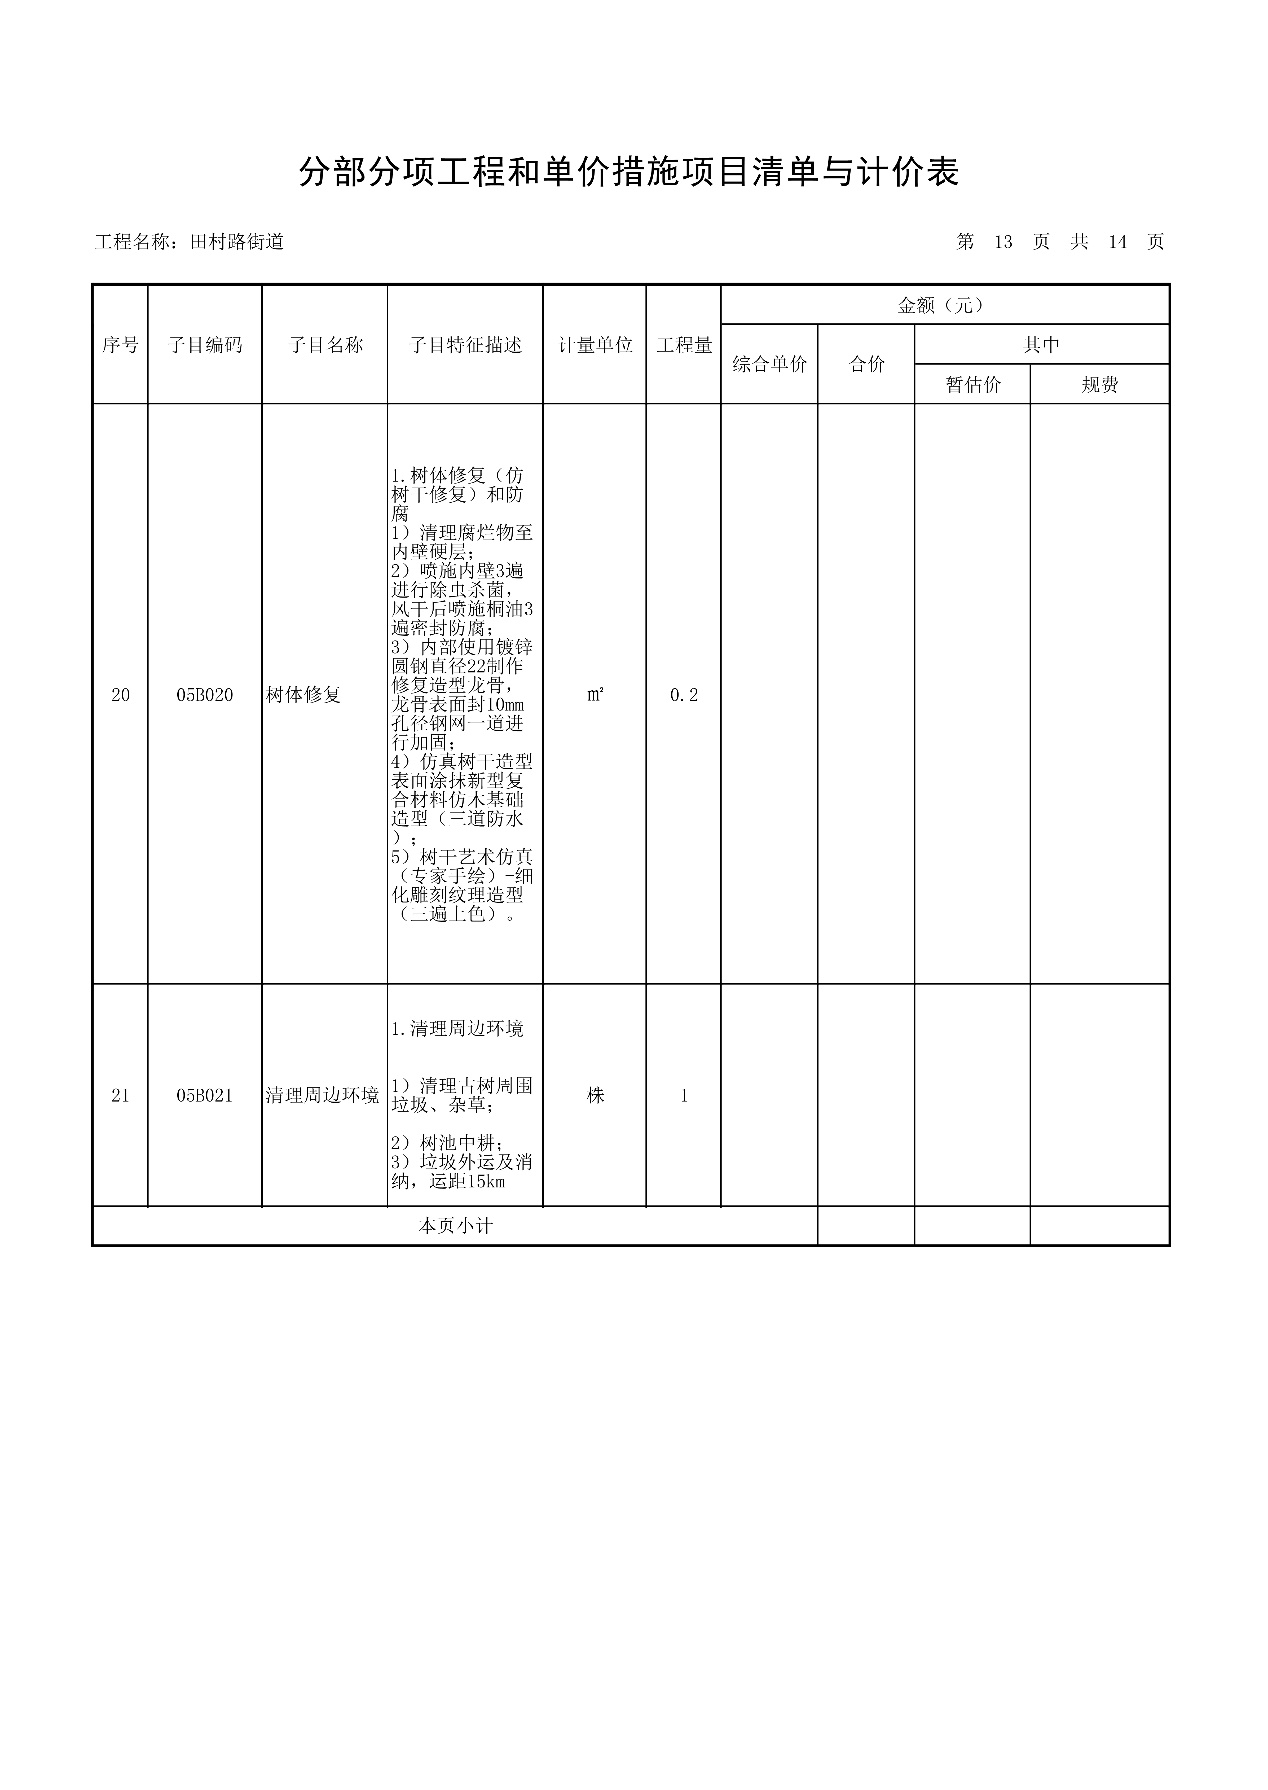 分部分项工程和单价措施项目清单与计价表
工程名称：田村路街道
第 13 页 共 14 页
序号
子目编码
子目名称
子目特征描述
计量单位
工程量
金额（元）
综合单价
合价
其中
暂估价
规费
20
05B020
树体修复
1.树体修复（仿
树干修复）和防
腐
1）清理腐烂物至
内壁硬层；
2）喷施内壁3遍
进行除虫杀菌，
风干后喷施桐油3
遍密封防腐；
3）内部使用镀锌
圆钢直径22制作
修复造型龙骨，
龙骨表面封10mm
孔径钢网一道进
行加固；
4）仿真树干造型
表面涂抹新型复
合材料仿木基础
造型（三道防水
）；
5）树干艺术仿真
（专家手绘）-细
化雕刻纹理造型
（三遍上色）。
m²
0.2
21
05B021
清理周边环境
1.清理周边环境
1）清理古树周围
垃圾、杂草；
2）树池中耕；
3）垃圾外运及消
纳，运距15km
株
1
本页小计